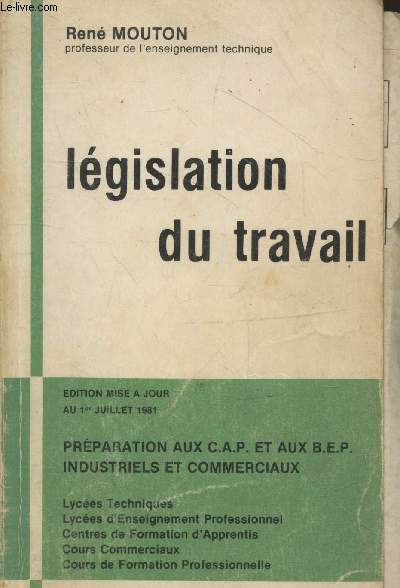 Le-livre.com
René MOUTON
professeur de l'enseignement technique
législation
du travail
EDITION MISE A JOUR
AU 1er JUILLET 1981
PRÉPARATION AUX C.A.P. ET AUX B.E.P.
INDUSTRIELS ET COMMERCIAUX
Lycées Techniques
Lycées d'Enseignement Professionnel
Centres de Formation d'Apprentis
Cours Commerciaux
Cours de Formation Professionnelle